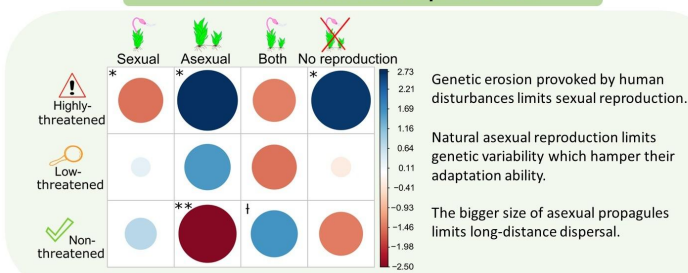 Sexual Asexual Both No reproduction
* * *
Highly-
threatened
Low-
threatened
** ƚ
Non-
threatened
2.73
2.21
1.69
1.16
0.64
0.11
−0.41
−0.93
−1.46
−1.98
−2.50
Genetic erosion provoked by human
disturbances limits sexual reproduction.
Natural asexual reproduction limits
genetic variability which hamper their
adaptation ability.
The bigger size of asexual propagules
limits long-distance dispersal.